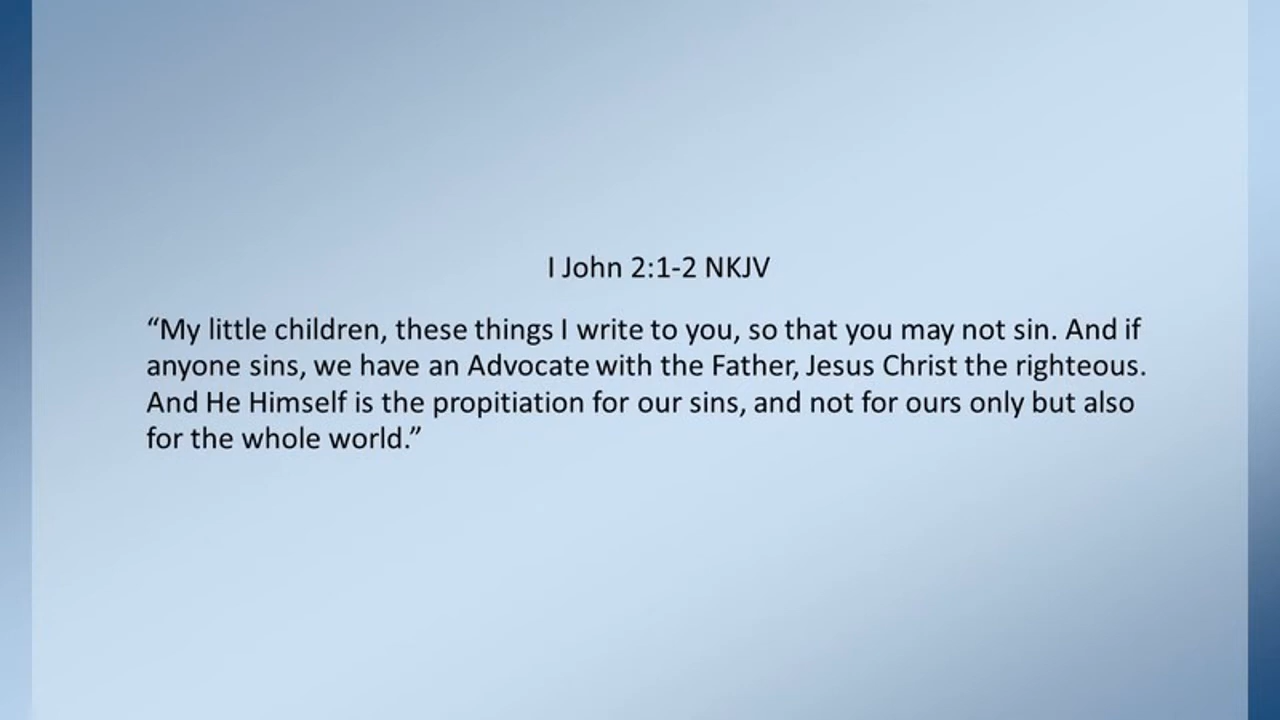 I John 2:1-2 NKJV
“My little children, these things I write to you, so that you may not sin. And if
anyone sins, we have an Advocate with the Father, Jesus Christ the righteous.
And He Himself is the propitiation for our sins, and not for ours only but also
for the whole world.”